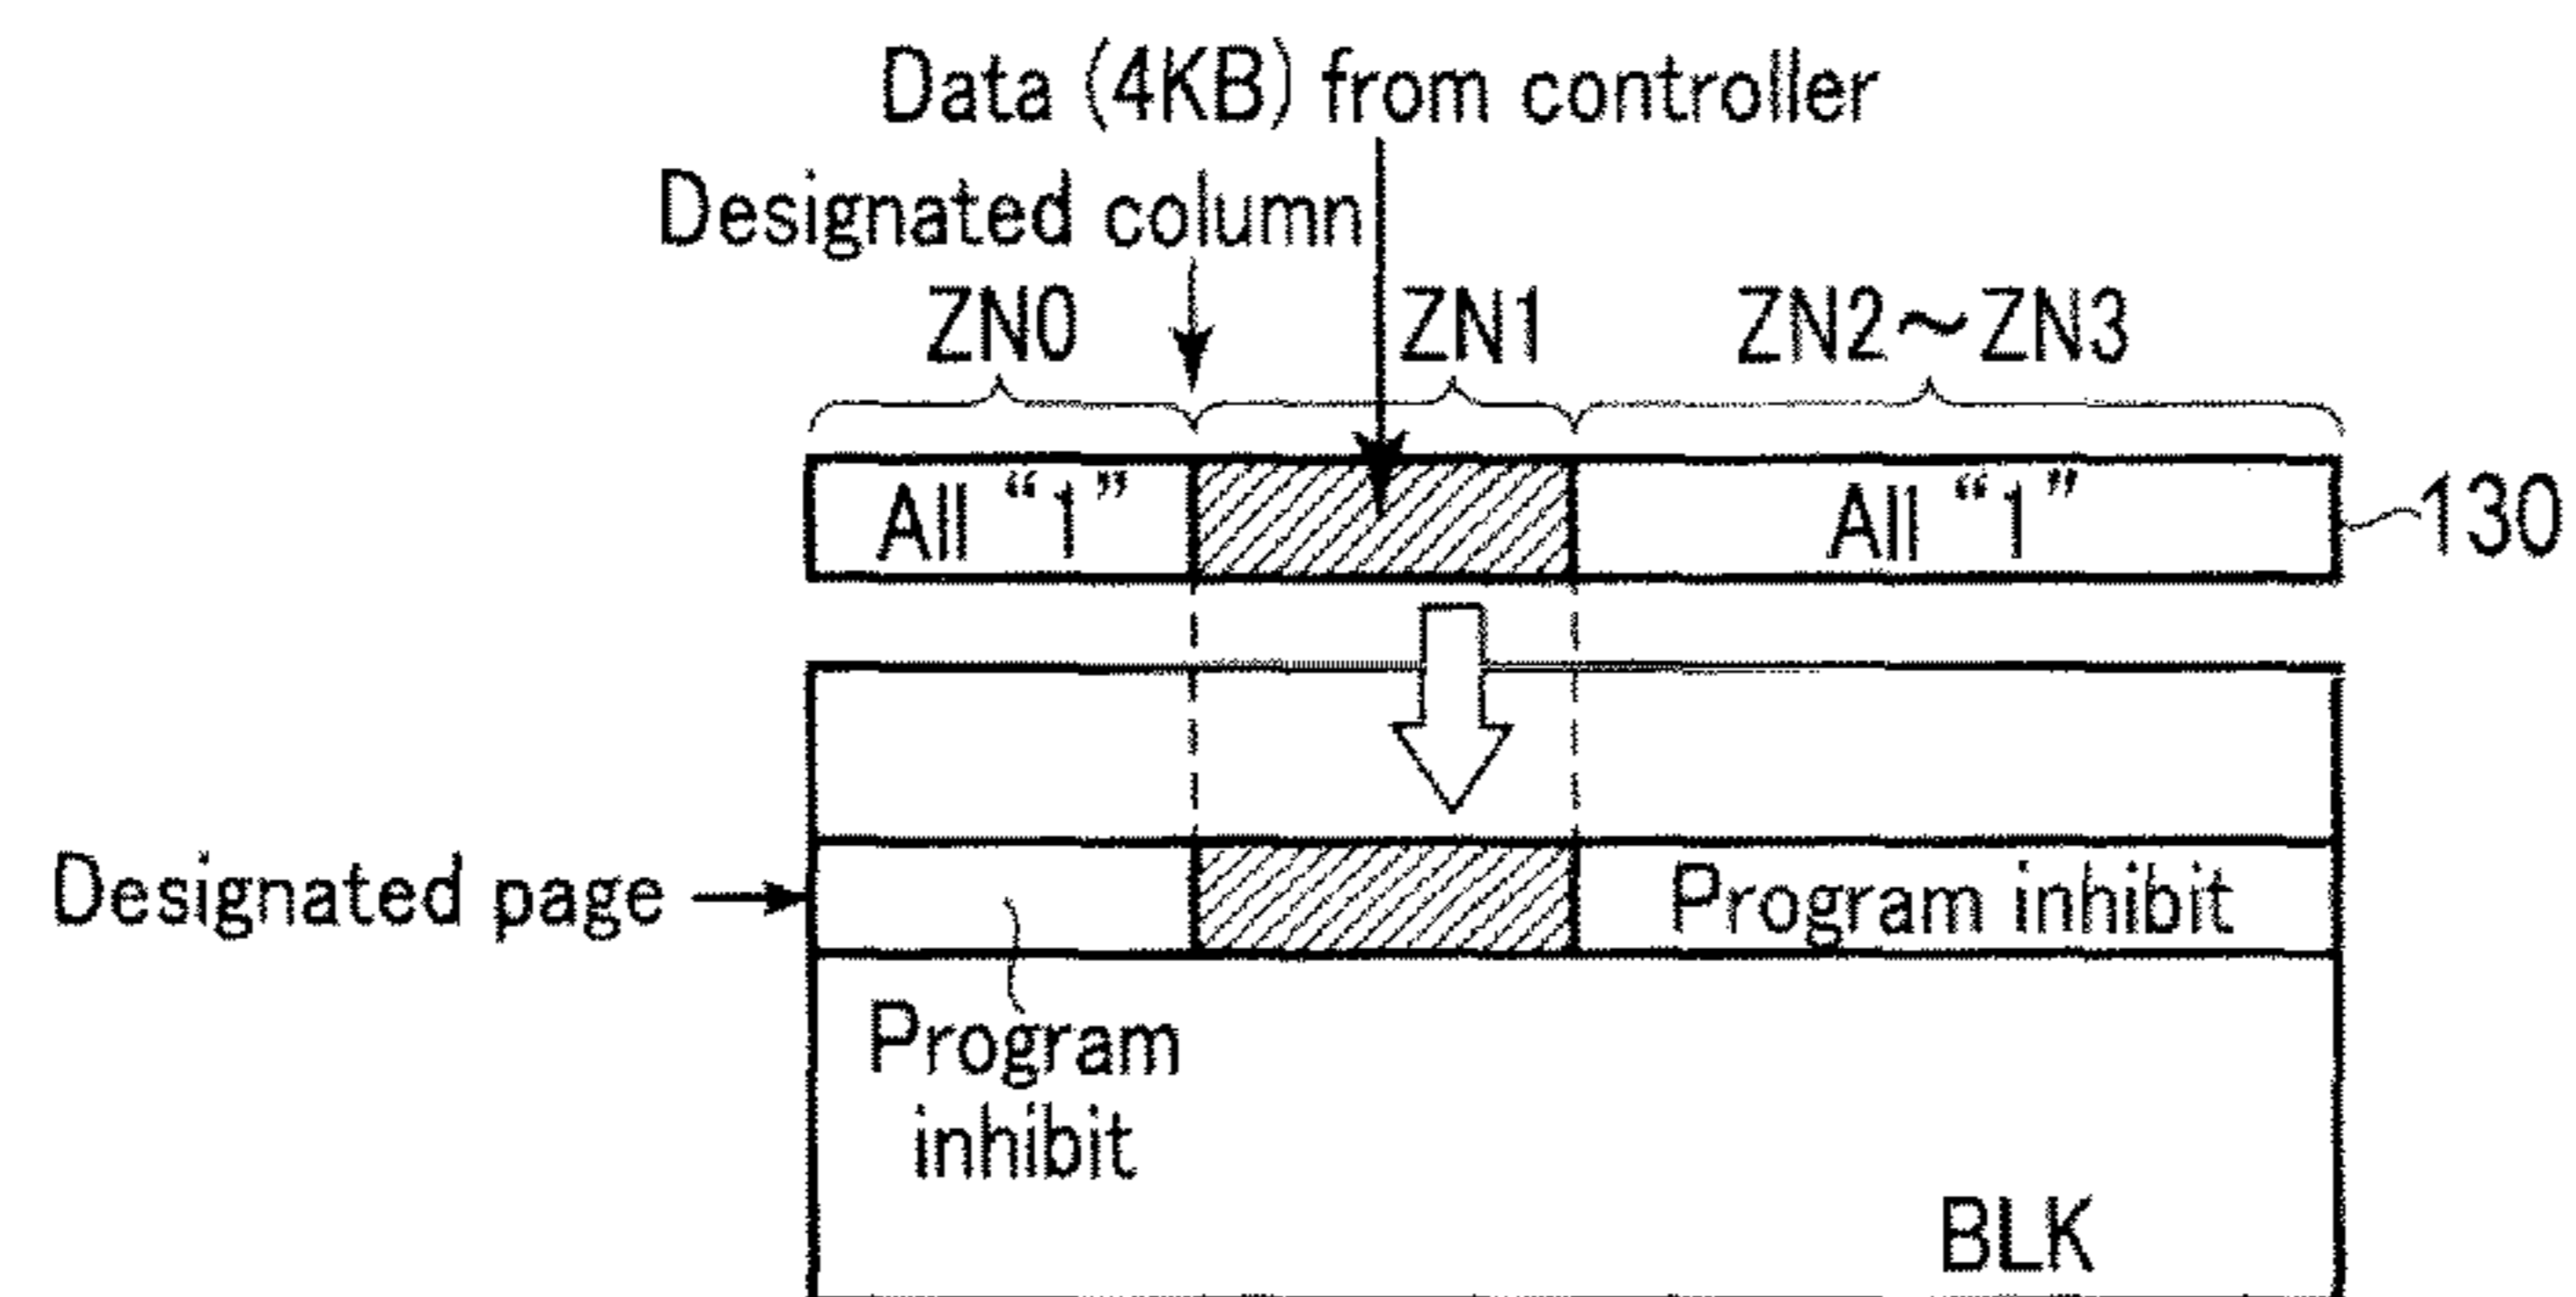 Data (4KB) from controller
Designated column
ZN0 ZN1 ZN2~ZN3
All “1” All “1” 130
Designated page Program inhibit
Program
inhibit
BLK